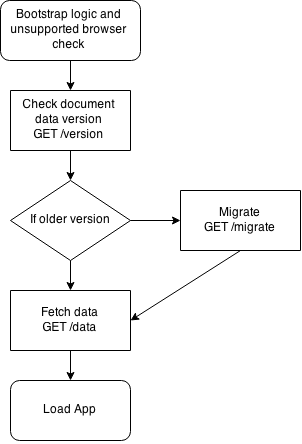 Bootstrap logic and
unsupported browser
check
Check document
data version
GET /version
If older version
Migrate
GET /migrate
Fetch data
GET /data
Load App